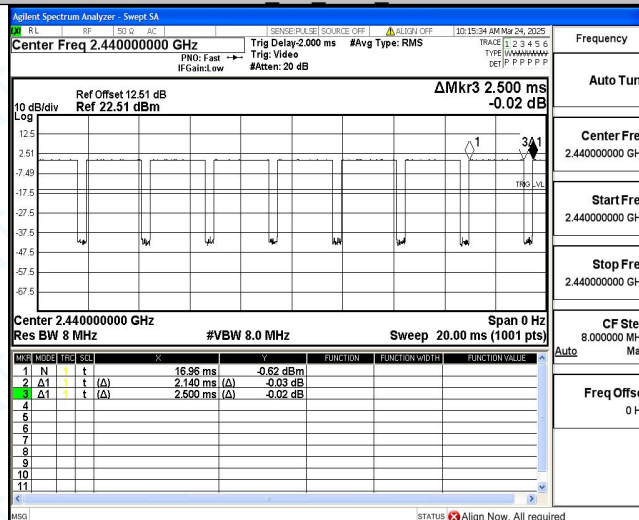 Agilent Spectrum Analyzer - Swept SA
RL RF 50 Ω AC SENSE:PULSE SOURCE OFF ALIGN OFF 10:15:34 AM Mar 24, 2025
Center Freq 2.440000000 GHz Trig Delay-2.000 ms #Avg Type: RMS TRACE 1 2 3 4 5 6
PNO: Fast Trig: Video TYPE
IFGain:Low #Atten: 20 dB DET P P P P P P
ΔMkr3 2.500 ms
Ref Offset 12.51 dB -0.02 dB
10 dB/div Ref 22.51 dBm
Log
12.5
2.51
-7.49
-17.5
-27.5
-37.5
-47.5
-57.5
-67.5
1
3Δ1
TRIG LVL
Center 2.440000000 GHz Span 0 Hz
Res BW 8 MHz #VBW 8.0 MHz Sweep 20.00 ms (1001 pts)
MKR MODE TRC SCL X Y FUNCTION FUNCTION WIDTH FUNCTION VALUE
1 N 1 t 16.96 ms -0.62 dBm
2 Δ1 1 t (Δ) 2.140 ms (Δ) -0.03 dB
3 Δ1 1 t (Δ) 2.500 ms (Δ) -0.02 dB
4
5
6
7
8
9
10
11
MSG STATUS Align Now, All required
Frequency
Auto Tun
Center Fre
2.440000000 GH
Start Fre
2.440000000 GH
Stop Fre
2.440000000 GH
CF Ste
8.000000 MH
Auto Ma
Freq Offse
0 H